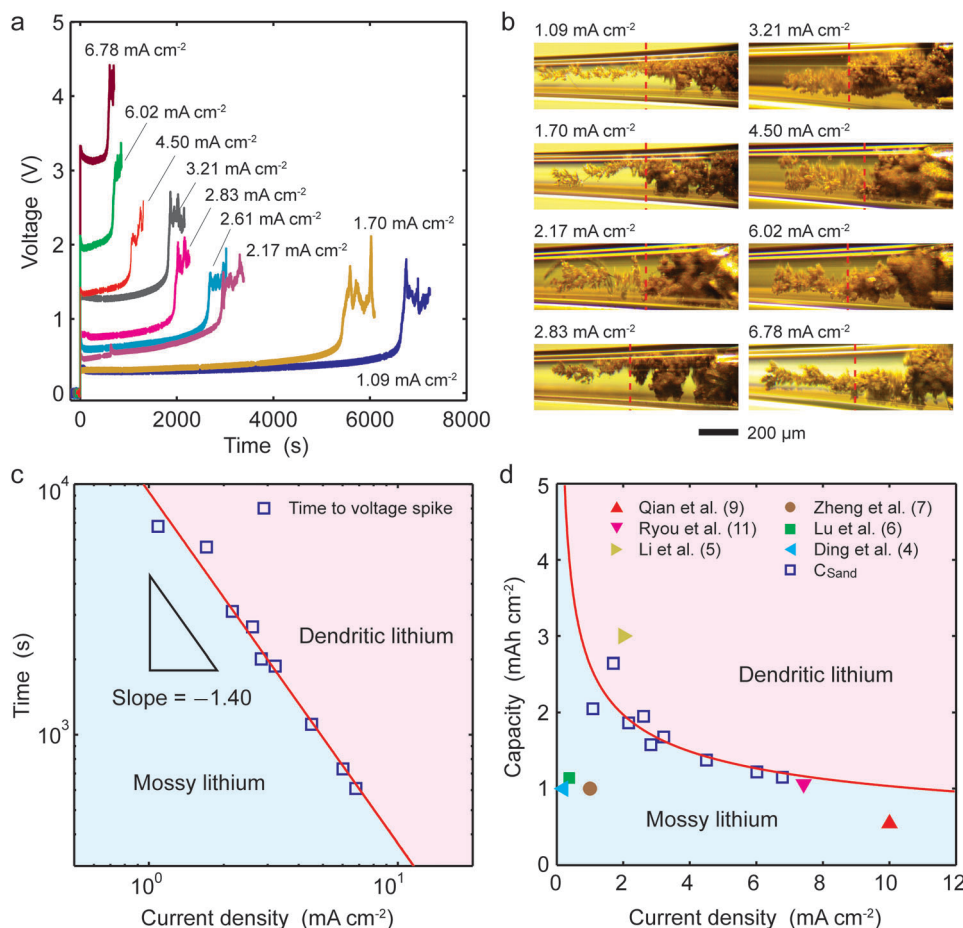 a
5
4
3
2
1
0
Voltage (V)
6.78 mA cm-2
6.02 mA cm-2
4.50 mA cm-2
3.21 mA cm-2
2.83 mA cm-2
2.61 mA cm-2
2.17 mA cm-2
1.70 mA cm-2
1.09 mA cm-2
0 2000 4000 6000 8000
Time (s)
b
1.09 mA cm-2
3.21 mA cm-2
1.70 mA cm-2
4.50 mA cm-2
2.17 mA cm-2
6.02 mA cm-2
2.83 mA cm-2
6.78 mA cm-2
200 μm
c
10⁴
10³
Time (s)
Time to voltage spike
Dendritic lithium
Slope = −1.40
Mossy lithium
10⁰ 10¹
Current density (mA cm-2)
d
5
4
3
2
1
0
Capacity (mAh cm-2)
Qian et al. (9)
Ryou et al. (11)
Li et al. (5)
Zheng et al. (7)
Lu et al. (6)
Ding et al. (4)
CSand
Dendritic lithium
Mossy lithium
0 2 4 6 8 10 12
Current density (mA cm-2)